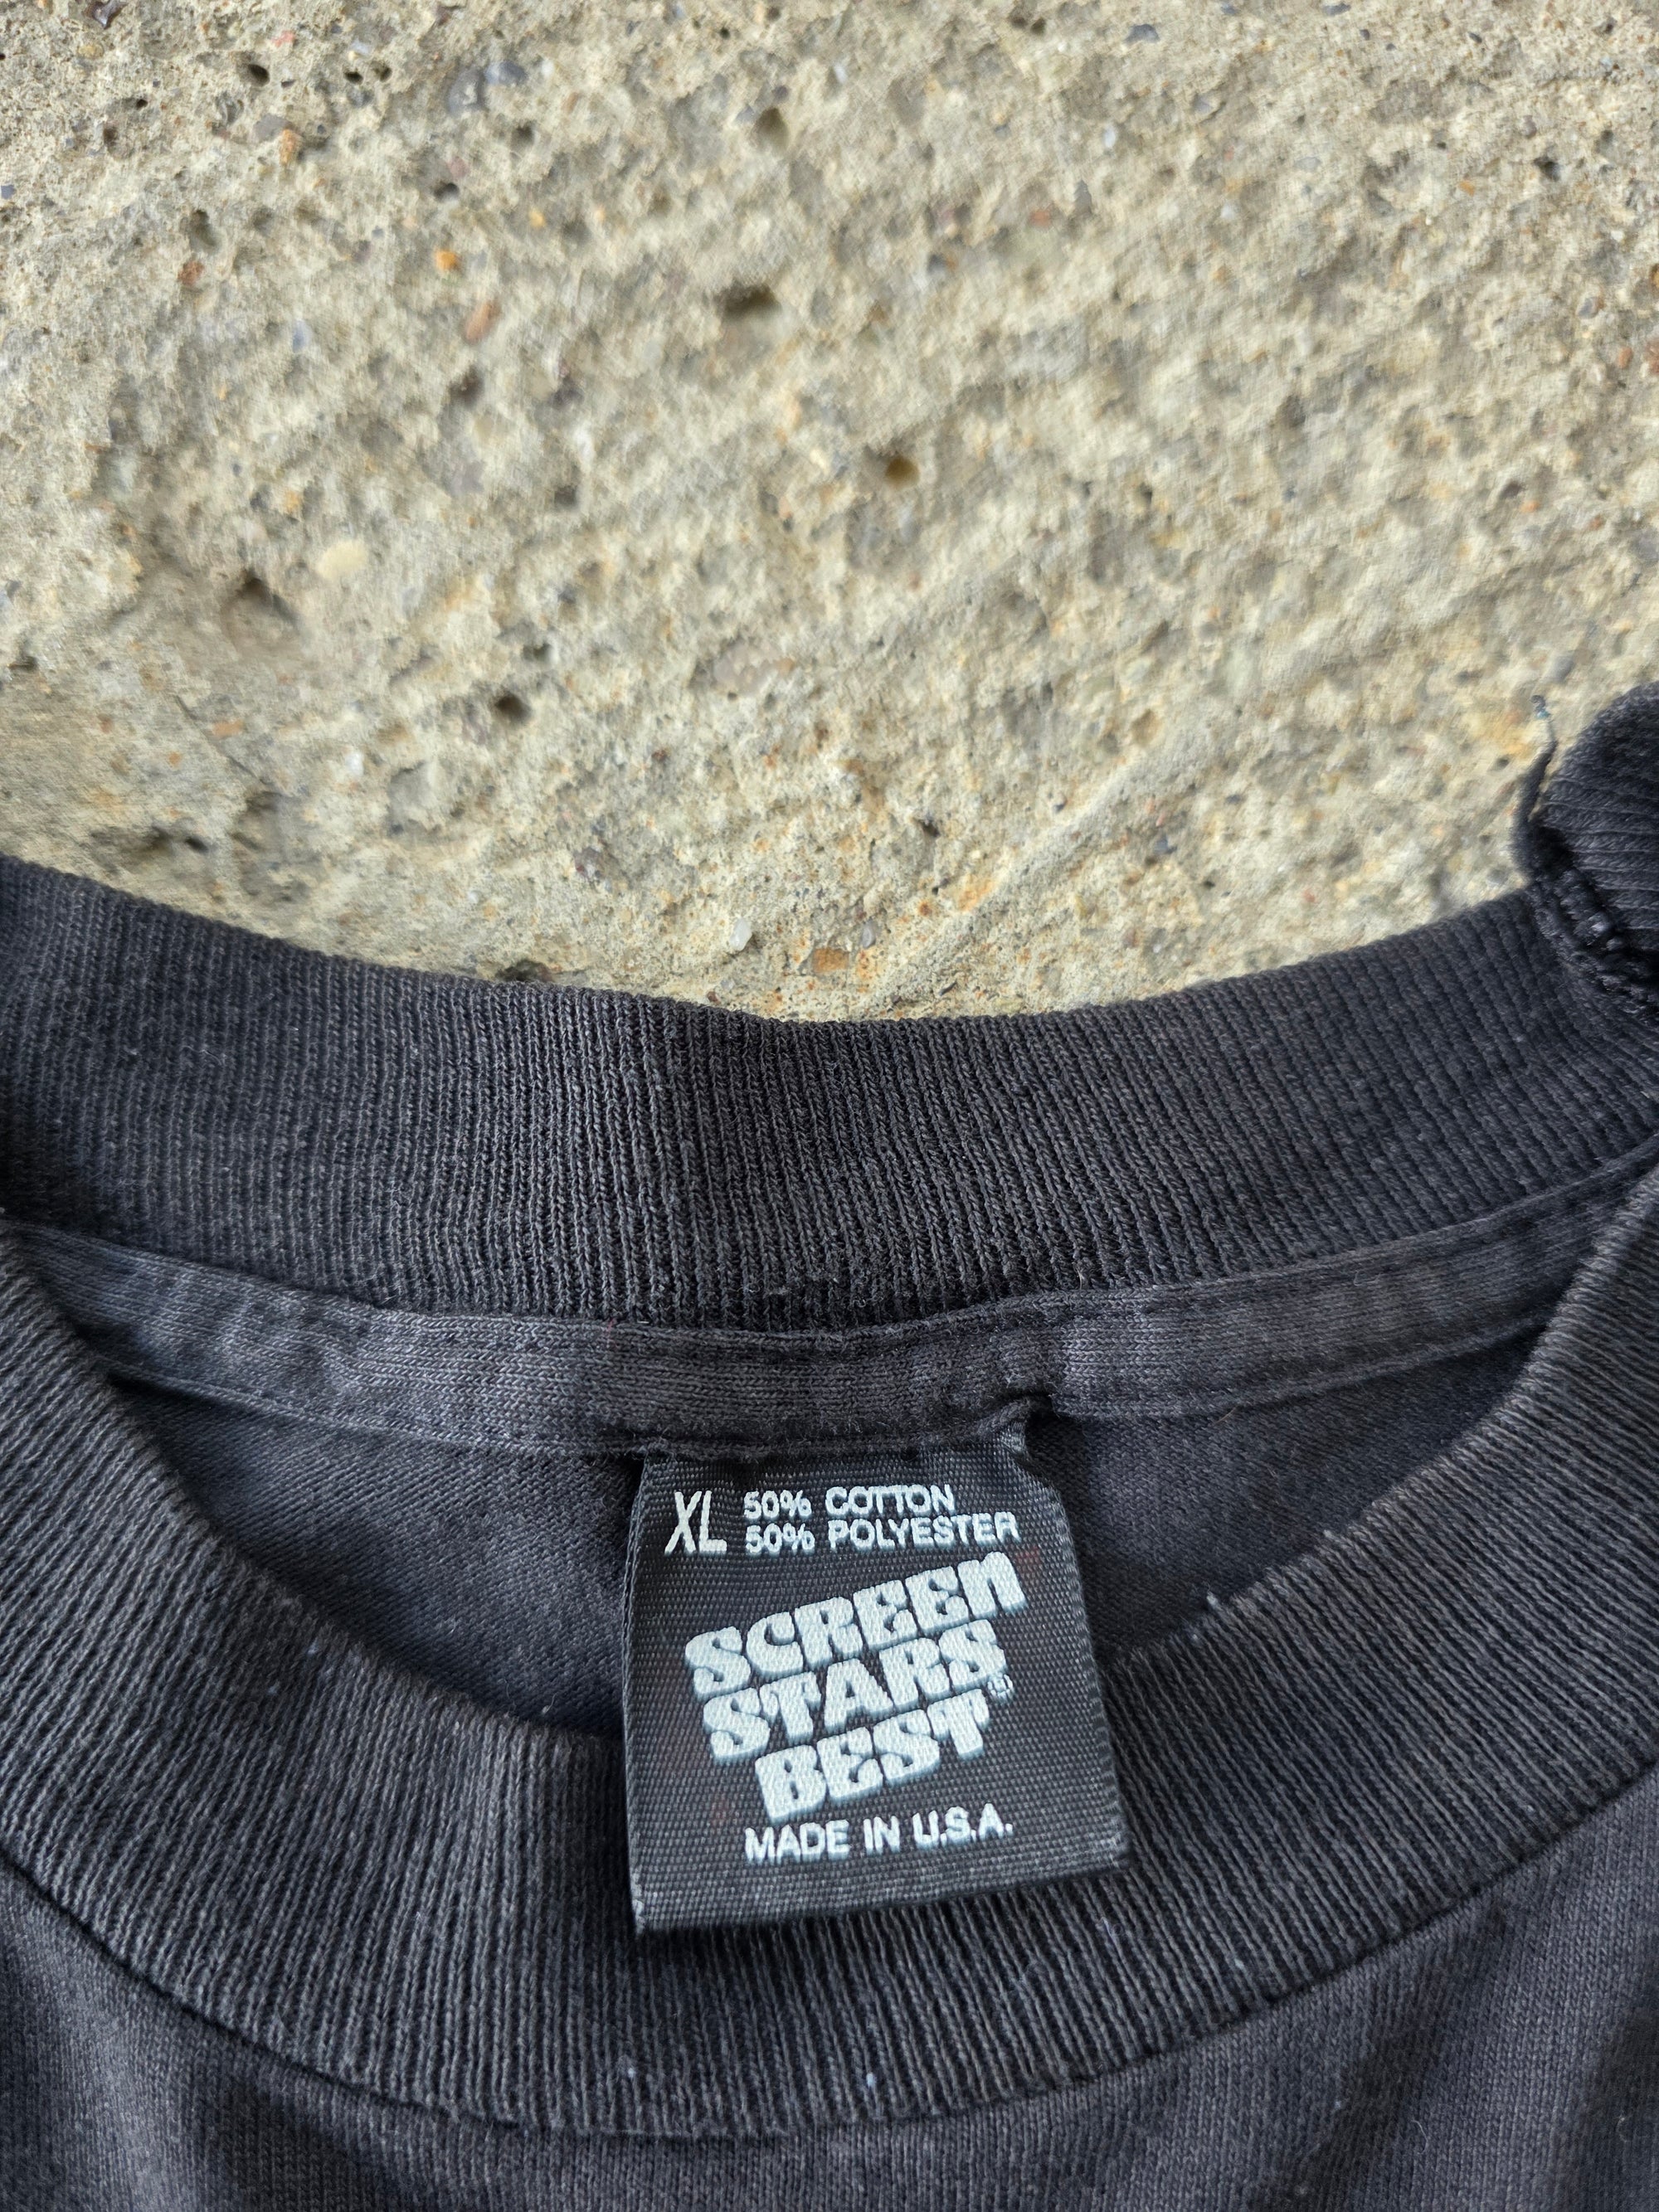 XL 50% COTTON
50% POLYESTER
SCREEN
STARS
BEST®
MADE IN U.S.A.